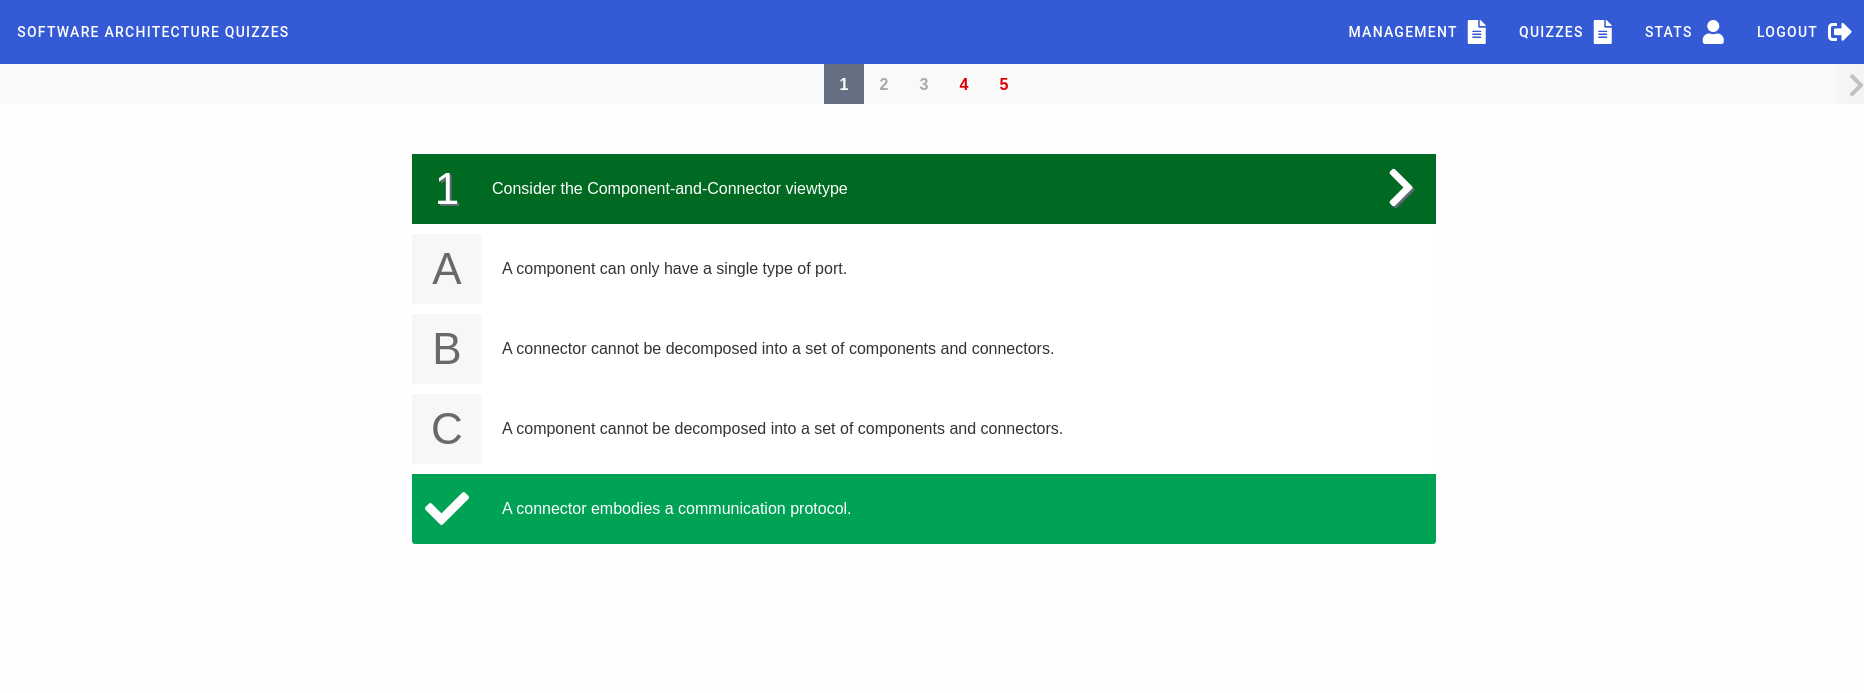 SOFTWARE ARCHITECTURE QUIZZES
MANAGEMENT
QUIZZES
STATS
LOGOUT
1 2 3 4 5
1 Consider the Component-and-Connector viewtype
A A component can only have a single type of port.
B A connector cannot be decomposed into a set of components and connectors.
C A component cannot be decomposed into a set of components and connectors.
A connector embodies a communication protocol.